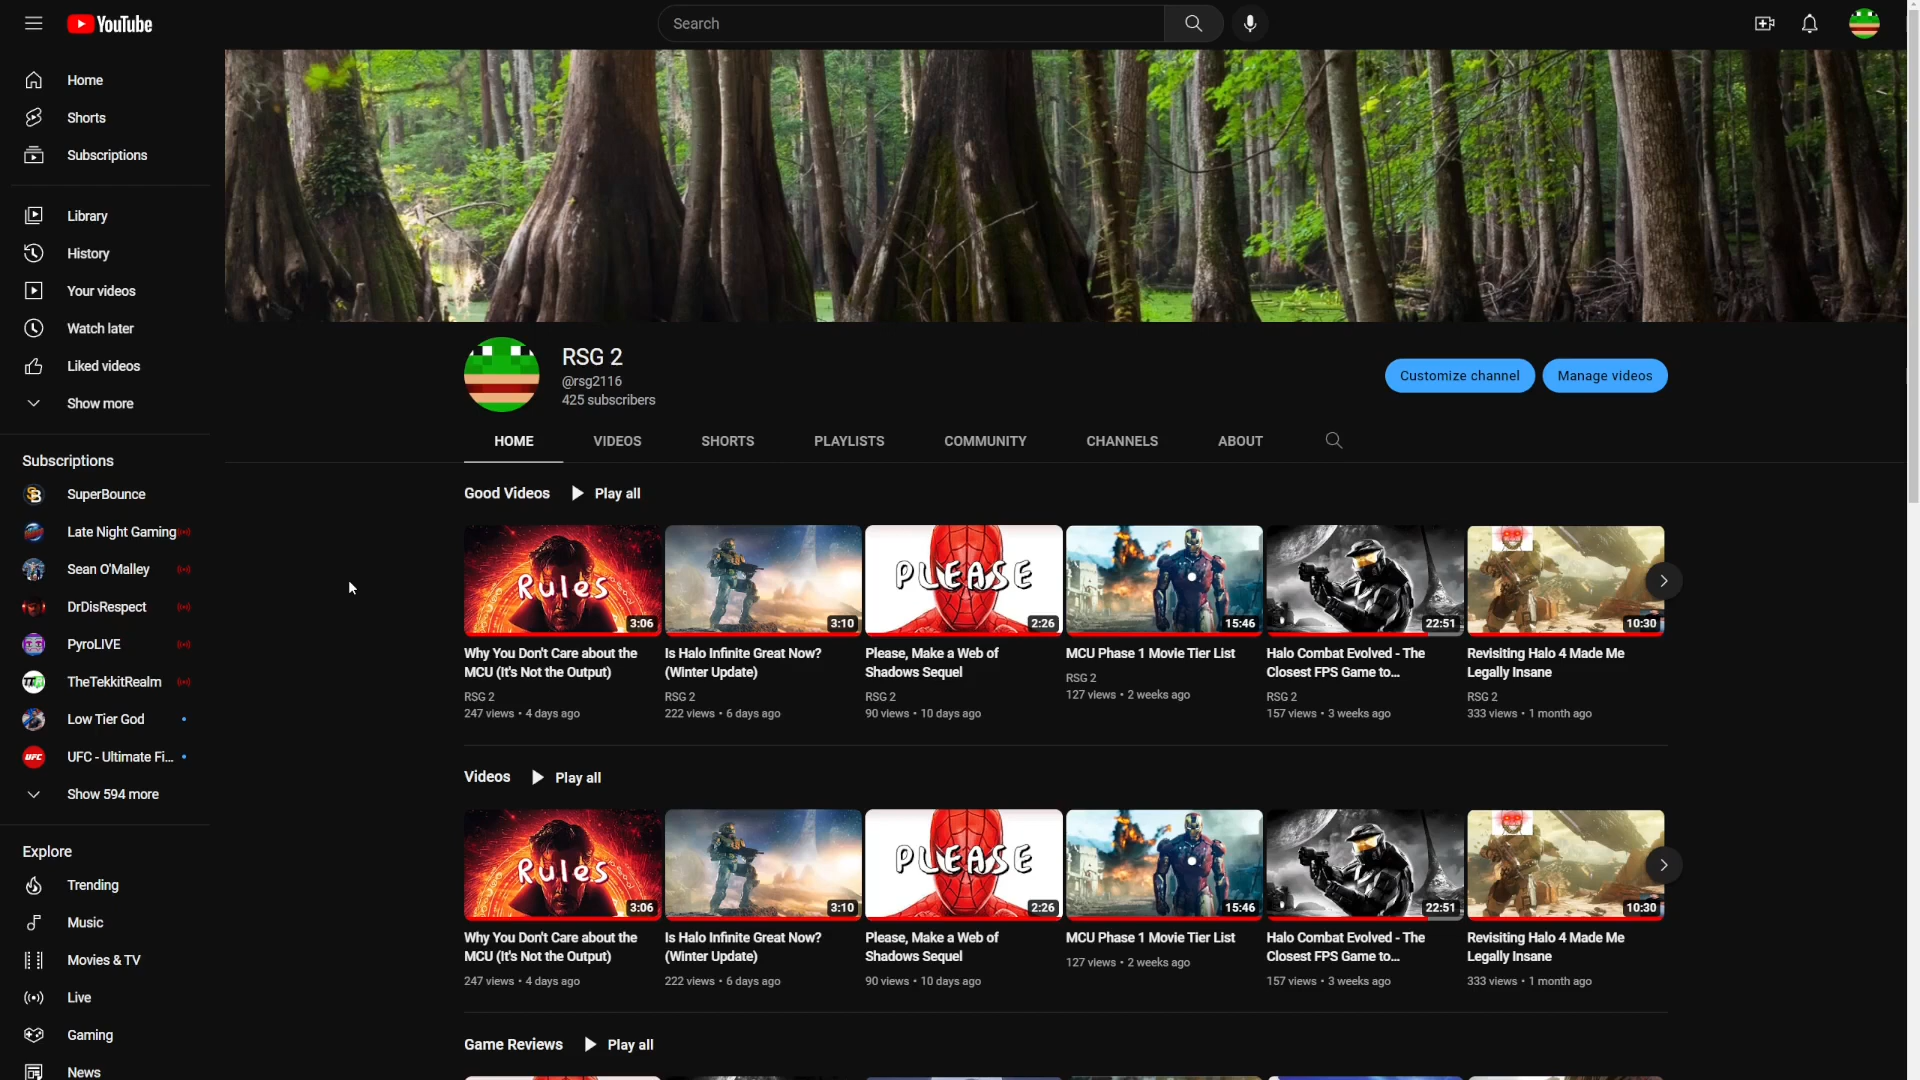 YouTube
Search
Home
Shorts
Subscriptions
Library
History
Your videos
Watch later
Liked videos
Show more
Subscriptions
SuperBounce
Late Night Gaming
Sean O'Malley
DrDisRespect
PyroLIVE
TheTekkitRealm
Low Tier God
UFC
UFC - Ultimate Fi...
Show 594 more
Explore
Trending
Music
Movies & TV
Live
Gaming
News
RSG 2
@rsg2116
425 subscribers
Customize channel
Manage videos
HOME VIDEOS SHORTS PLAYLISTS COMMUNITY CHANNELS ABOUT
Good Videos Play all
Rules
3:06
Why You Don't Care about the
MCU (It's Not the Output)
RSG 2
247 views • 4 days ago
3:10
Is Halo Infinite Great Now?
(Winter Update)
RSG 2
222 views • 6 days ago
PLEASE
2:26
Please, Make a Web of
Shadows Sequel
RSG 2
90 views • 10 days ago
15:46
MCU Phase 1 Movie Tier List
RSG 2
127 views • 2 weeks ago
22:51
Halo Combat Evolved - The
Closest FPS Game to...
RSG 2
157 views • 3 weeks ago
10:30
Revisiting Halo 4 Made Me
Legally Insane
RSG 2
333 views • 1 month ago
Videos Play all
Rules
3:06
Why You Don't Care about the
MCU (It's Not the Output)
247 views • 4 days ago
3:10
Is Halo Infinite Great Now?
(Winter Update)
222 views • 6 days ago
PLEASE
2:26
Please, Make a Web of
Shadows Sequel
90 views • 10 days ago
15:46
MCU Phase 1 Movie Tier List
127 views • 2 weeks ago
22:51
Halo Combat Evolved - The
Closest FPS Game to...
157 views • 3 weeks ago
10:30
Revisiting Halo 4 Made Me
Legally Insane
333 views • 1 month ago
Game Reviews Play all